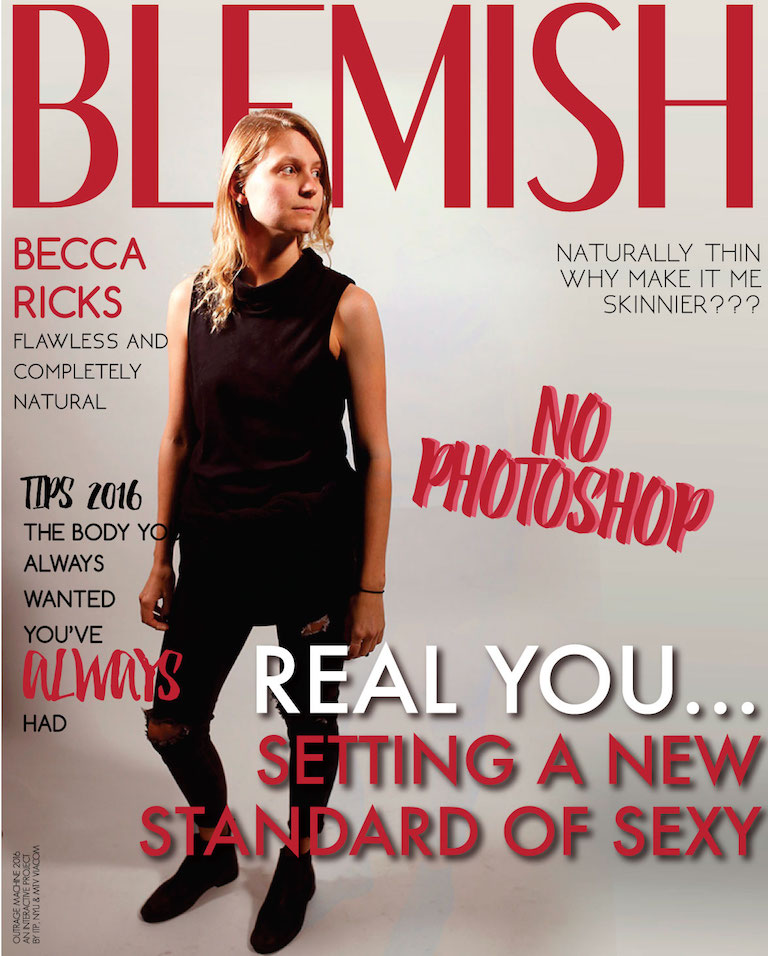 BLEMISH
BECCA
RICKS
FLAWLESS AND
COMPLETELY
NATURAL
NATURALLY THIN
WHY MAKE IT ME
SKINNIER???
NO
PHOTOSHOP
TIPS 2016
THE BODY YOU
ALWAYS
WANTED
YOU'VE
ALWAYS
HAD
REAL YOU...
SETTING A NEW
STANDARD OF SEXY
OUTRAGE MACHINE 2016
AN INTERACTIVE PROJECT
BY ITP, NYU & MTV VIACOM